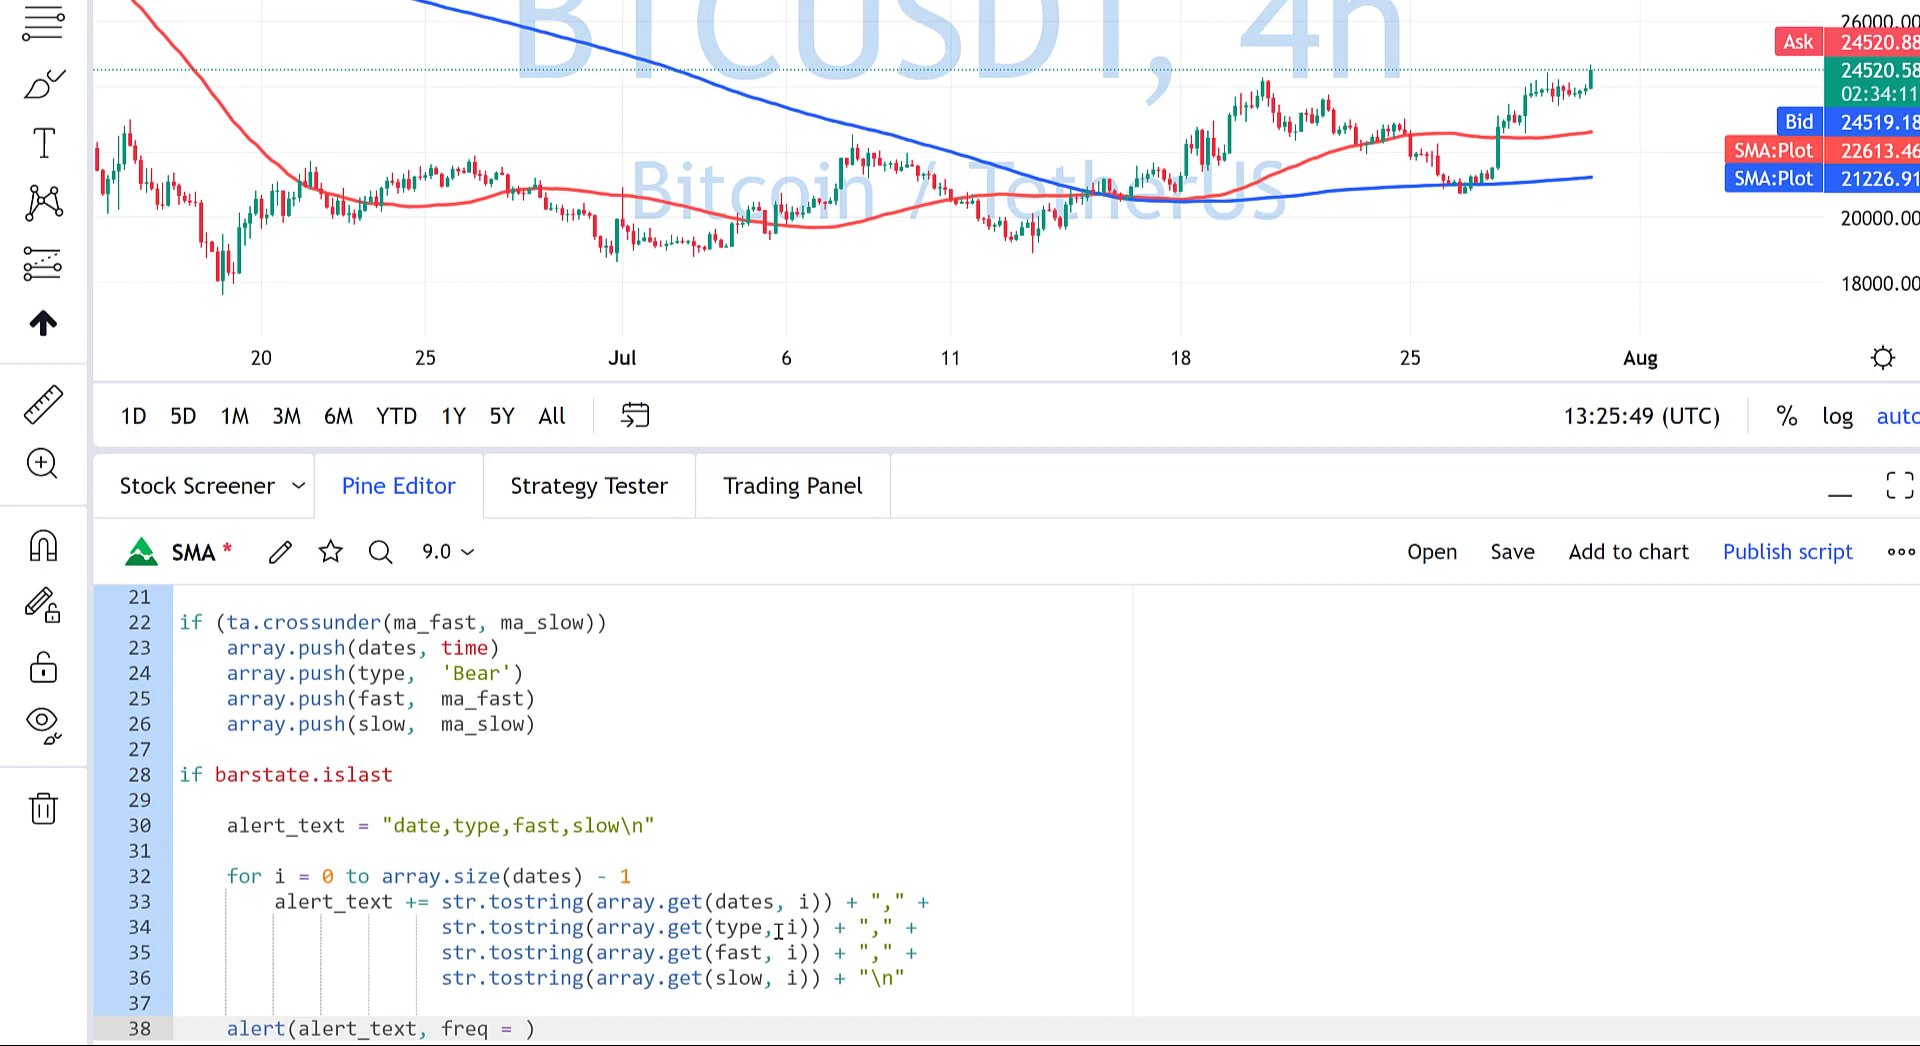 BTCUSDT, 4h
Bitcoin / TetherUS
26000.00
Ask 24520.88
24520.58
02:34:11
Bid 24519.18
SMA:Plot 22613.46
SMA:Plot 21226.91
20000.00
18000.00
20 25 Jul 6 11 18 25 Aug
1D 5D 1M 3M 6M YTD 1Y 5Y All 13:25:49 (UTC) % log auto
Stock Screener Pine Editor Strategy Tester Trading Panel
SMA * 9.0 Open Save Add to chart Publish script
21
22 if (ta.crossunder(ma_fast, ma_slow))
23 array.push(dates, time)
24 array.push(type, 'Bear')
25 array.push(fast, ma_fast)
26 array.push(slow, ma_slow)
27
28 if barstate.islast
29
30 alert_text = "date,type,fast,slow\n"
31
32 for i = 0 to array.size(dates) - 1
33 alert_text += str.tostring(array.get(dates, i)) + "," +
34 str.tostring(array.get(type, i)) + "," +
35 str.tostring(array.get(fast, i)) + "," +
36 str.tostring(array.get(slow, i)) + "\n"
37
38 alert(alert_text, freq = )